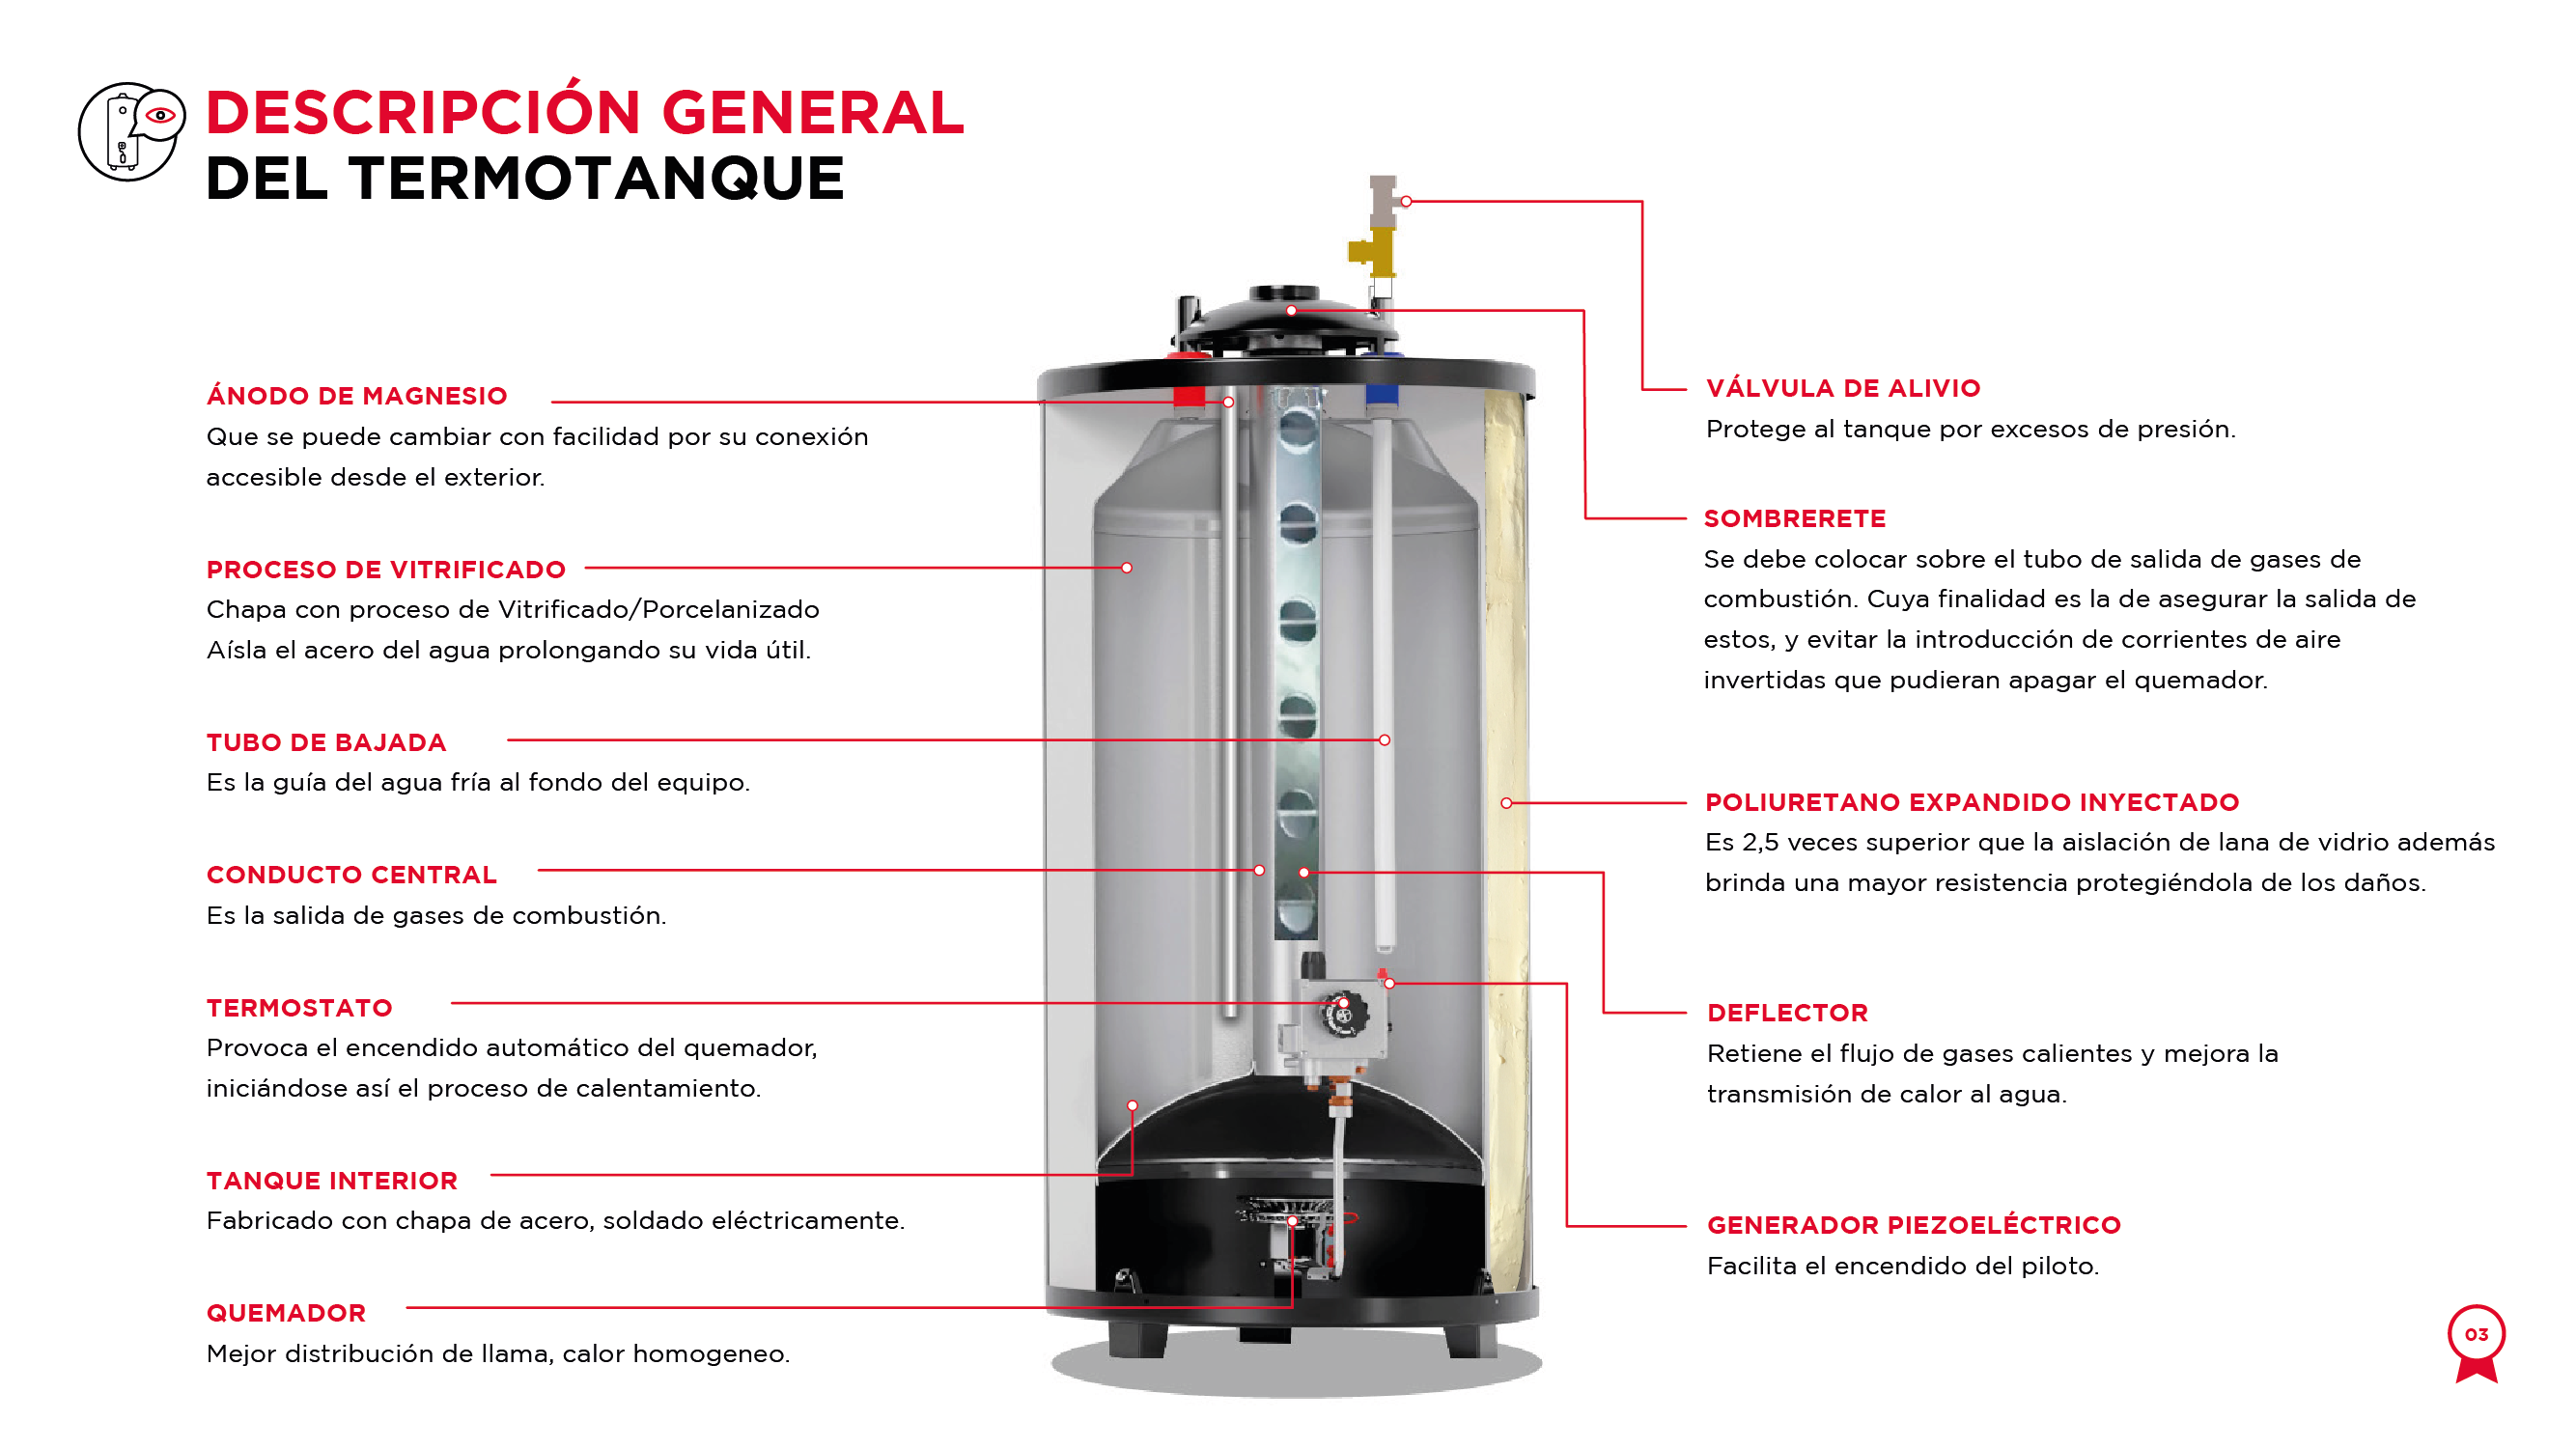 DESCRIPCIÓN GENERAL
DEL TERMOTANQUE
ÁNODO DE MAGNESIO
Que se puede cambiar con facilidad por su conexión
accesible desde el exterior.
PROCESO DE VITRIFICADO
Chapa con proceso de Vitrificado/Porcelanizado
Aísla el acero del agua prolongando su vida útil.
TUBO DE BAJADA
Es la guía del agua fría al fondo del equipo.
CONDUCTO CENTRAL
Es la salida de gases de combustión.
TERMOSTATO
Provoca el encendido automático del quemador,
iniciándose así el proceso de calentamiento.
TANQUE INTERIOR
Fabricado con chapa de acero, soldado eléctricamente.
QUEMADOR
Mejor distribución de llama, calor homogeneo.
VÁLVULA DE ALIVIO
Protege al tanque por excesos de presión.
SOMBRERETE
Se debe colocar sobre el tubo de salida de gases de
combustión. Cuya finalidad es la de asegurar la salida de
estos, y evitar la introducción de corrientes de aire
invertidas que pudieran apagar el quemador.
POLIURETANO EXPANDIDO INYECTADO
Es 2,5 veces superior que la aislación de lana de vidrio además
brinda una mayor resistencia protegiéndola de los daños.
DEFLECTOR
Retiene el flujo de gases calientes y mejora la
transmisión de calor al agua.
GENERADOR PIEZOELÉCTRICO
Facilita el encendido del piloto.
03